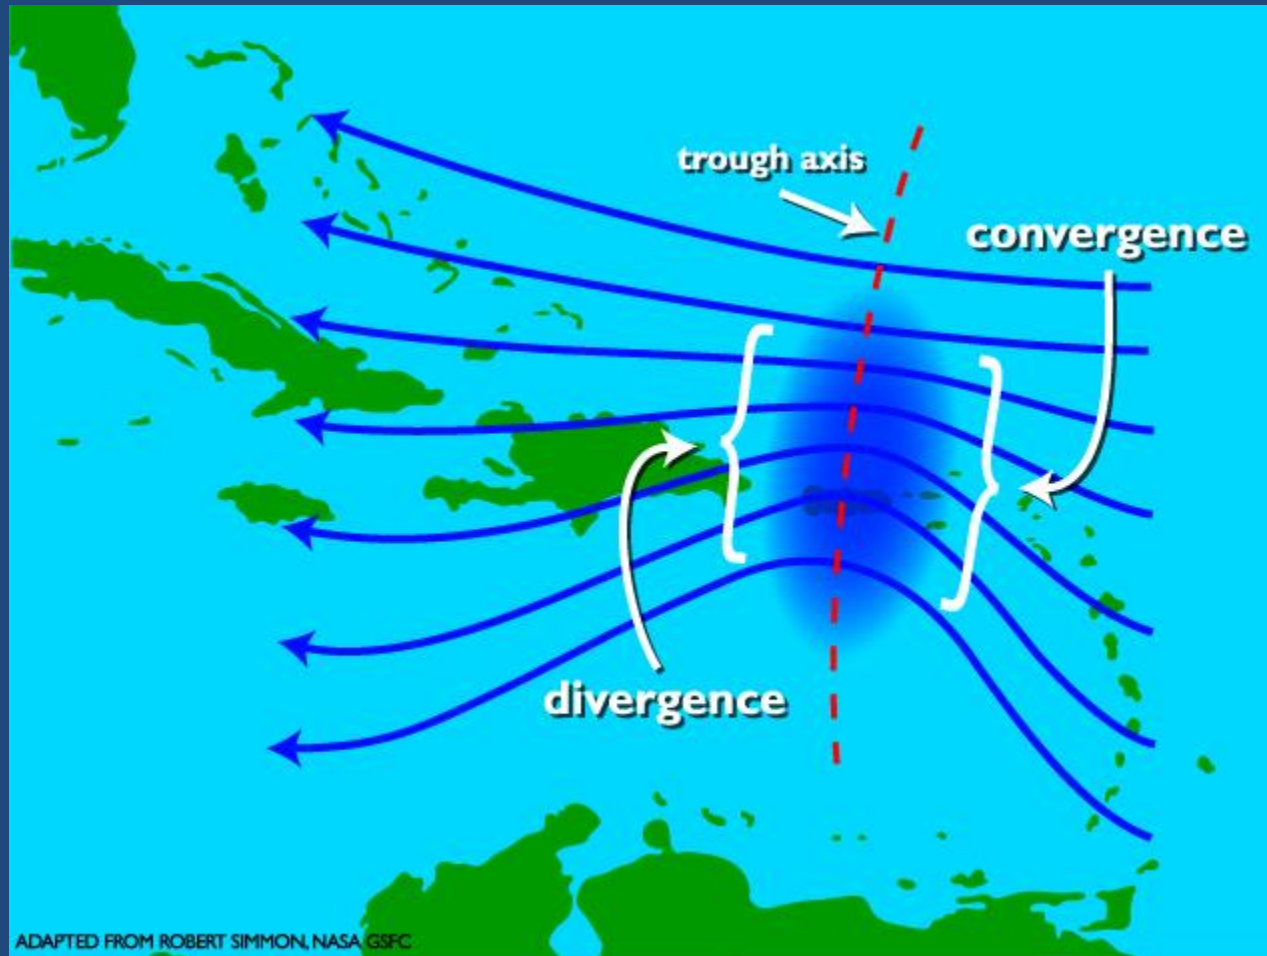 trough axis
convergence
divergence
ADAPTED FROM ROBERT SIMMON, NASA GSFC